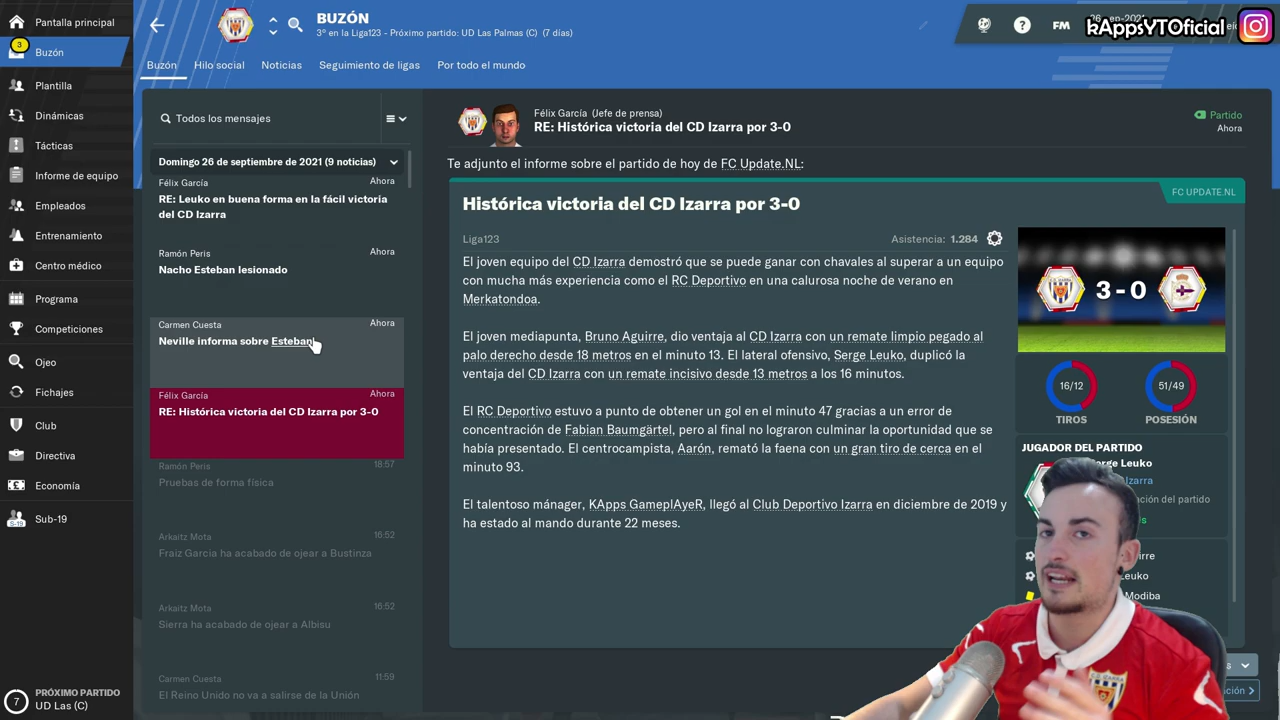 Pantalla principal
3
Buzón
Plantilla
Dinámicas
Tácticas
Informe de equipo
Empleados
Entrenamiento
Centro médico
Programa
Competiciones
Ojeo
Fichajes
Club
Directiva
Economía
Sub-19
7
PRÓXIMO PARTIDO
UD Las (C)
BUZÓN
3º en la Liga123 - Próximo partido: UD Las Palmas (C) (7 días)
FM
RAppsYTOficial
Buzón
Hilo social
Noticias
Seguimiento de ligas
Por todo el mundo
Todos los mensajes
Domingo 26 de septiembre de 2021 (9 noticias)
Félix García
Ahora
RE: Leuko en buena forma en la fácil victoria
del CD Izarra
Ramón Peris
Ahora
Nacho Esteban lesionado
Carmen Cuesta
Ahora
Neville informa sobre Esteban
Félix García
Ahora
RE: Histórica victoria del CD Izarra por 3-0
Ramón Peris
18:57
Pruebas de forma física
Arkaitz Mota
16:52
Fraiz García ha acabado de ojear a Bustinza
Arkaitz Mota
16:52
Sierra ha acabado de ojear a Albisu
Carmen Cuesta
11:59
El Reino Unido no va a salirse de la Unión
Félix García (Jefe de prensa)
RE: Histórica victoria del CD Izarra por 3-0
Partido
Ahora
Te adjunto el informe sobre el partido de hoy de FC Update.NL:
FC UPDATE.NL
Histórica victoria del CD Izarra por 3-0
Liga123
Asistencia: 1.284
El joven equipo del CD Izarra demostró que se puede ganar con chavales al superar a un equipo
con mucha más experiencia como el RC Deportivo en una calurosa noche de verano en
Merkatondoa.
El joven mediapunta, Bruno Aguirre, dio ventaja al CD Izarra con un remate limpio pegado al
palo derecho desde 18 metros en el minuto 13. El lateral ofensivo, Serge Leuko, duplicó la
ventaja del CD Izarra con un remate incisivo desde 13 metros a los 16 minutos.
El RC Deportivo estuvo a punto de obtener un gol en el minuto 47 gracias a un error de
concentración de Fabian Baumgärtel, pero al final no lograron culminar la oportunidad que se
había presentado. El centrocampista, Aarón, remató la faena con un gran tiro de cerca en el
minuto 93.
El talentoso mánager, KApps GameplAyeR, llegó al Club Deportivo Izarra en diciembre de 2019 y
ha estado al mando durante 22 meses.
3 - 0
16/12
TIROS
51/49
POSESIÓN
JUGADOR DEL PARTIDO
Serge Leuko
Izarra
del partido
Leuko
Modiba